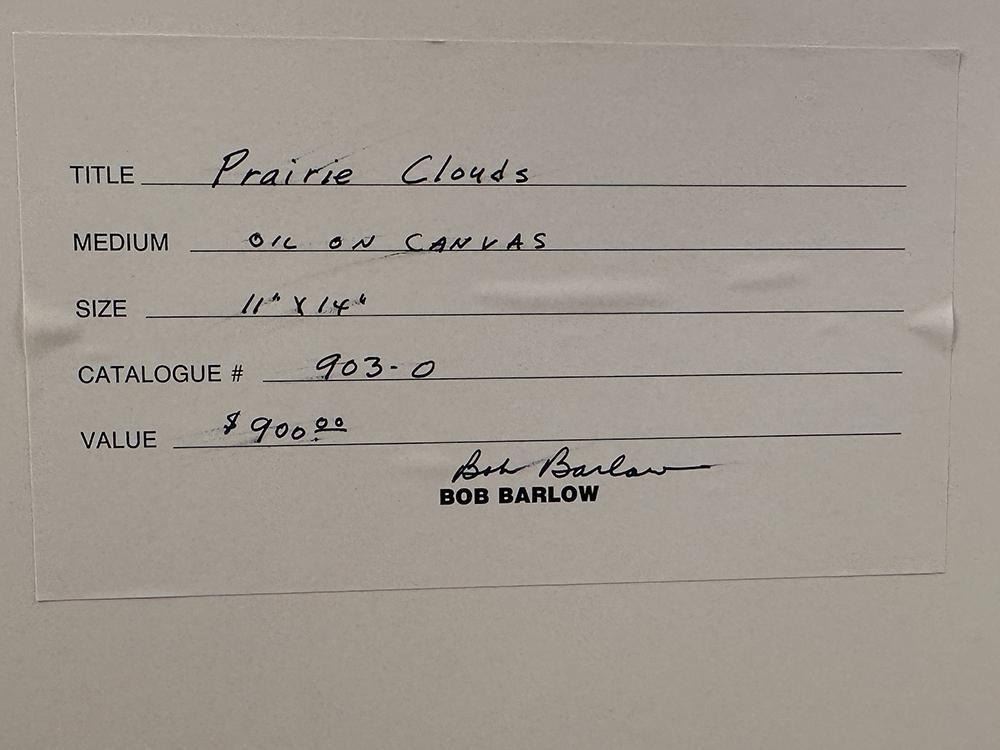 TITLE Prairie Clouds
MEDIUM OIL ON CANVAS
SIZE 11" X 14"
CATALOGUE # 903-0
VALUE $900.00
Bob Barlow
BOB BARLOW